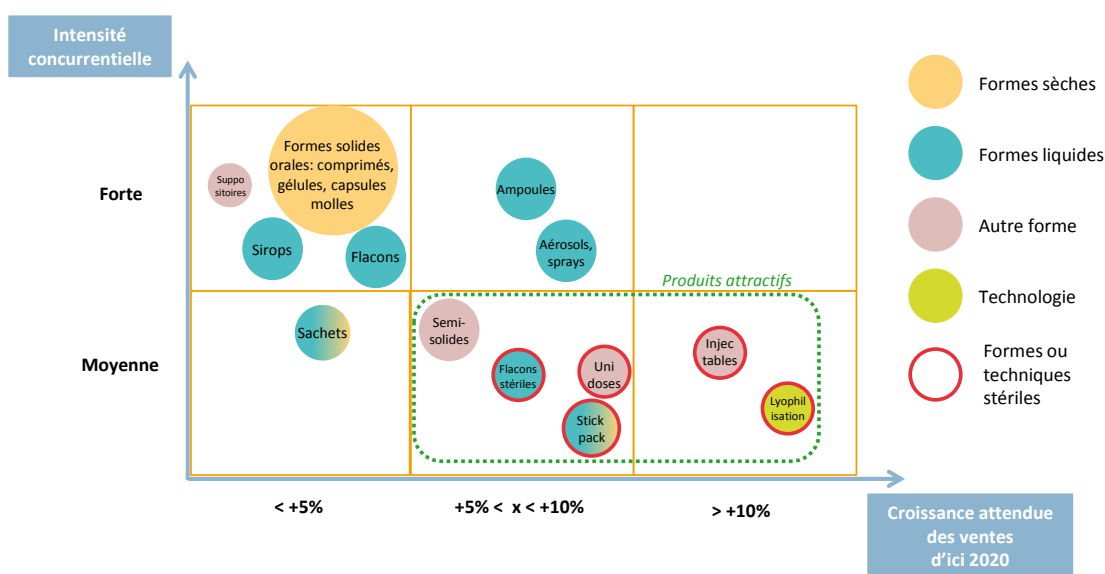 Intensité
concurrentielle
Forte
Moyenne
Suppo
sitoires
Formes solides
orales: comprimés,
gélules, capsules
molles
Sirops
Flacons
Ampoules
Aérosols,
sprays
Produits attractifs
Sachets
Semi-
solides
Flacons
stériles
Uni
doses
Stick
pack
Injec
tables
Lyophil
isation
< +5%
+5% < x < +10%
> +10%
Croissance attendue
des ventes
d'ici 2020
Formes sèches
Formes liquides
Autre forme
Technologie
Formes ou
techniques
stériles